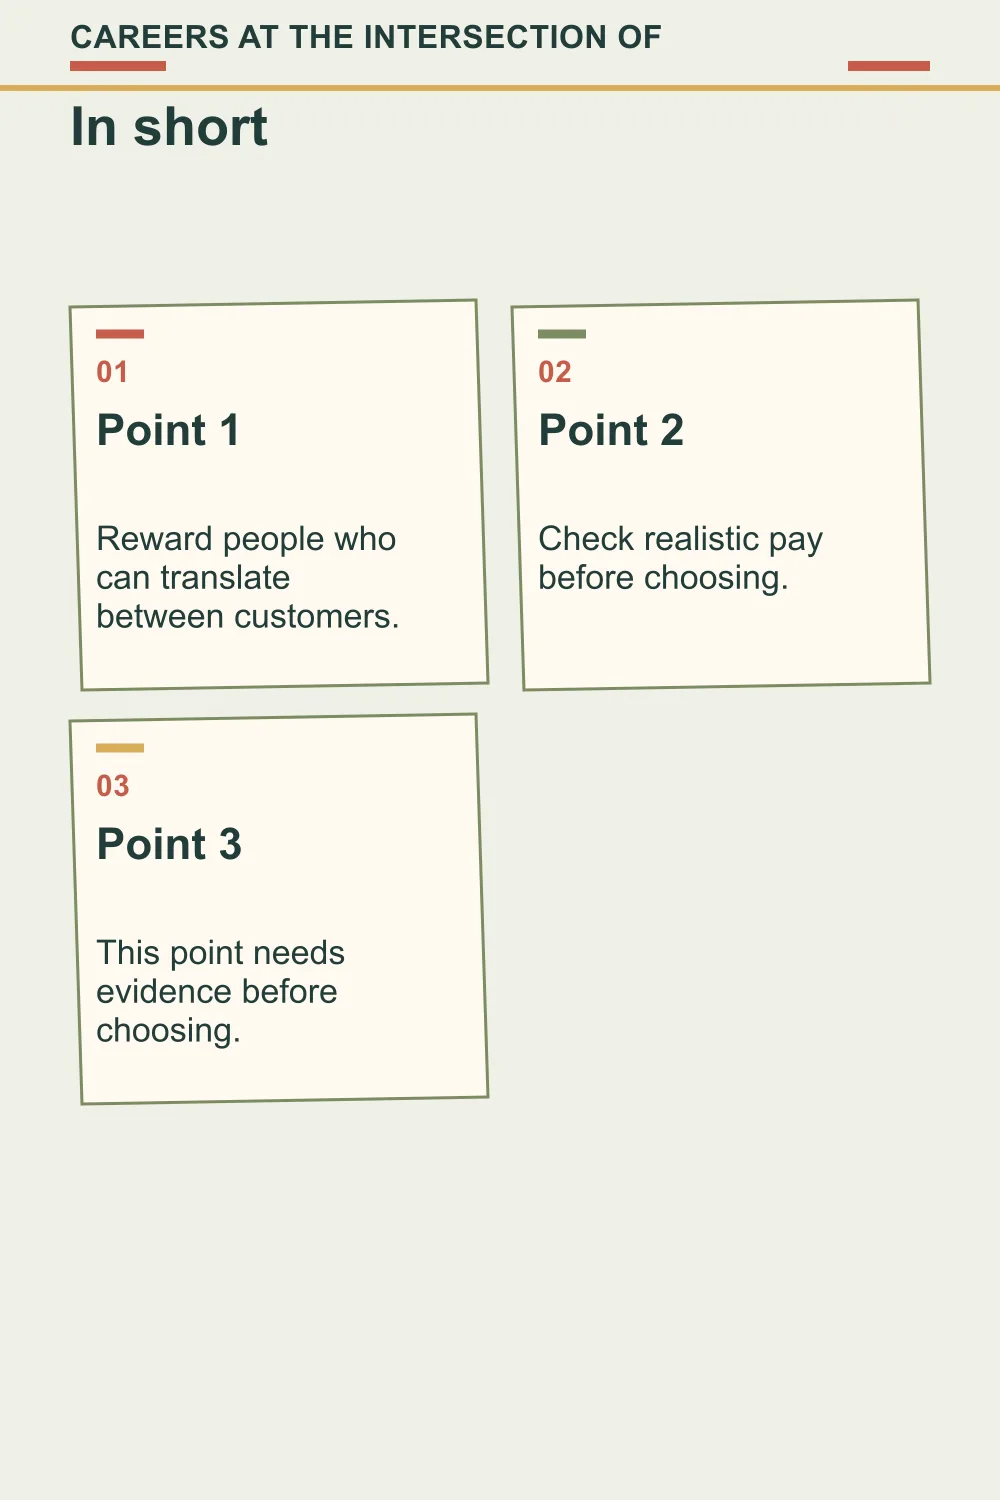 CAREERS AT THE INTERSECTION OF
In short
01
Point 1
Reward people who
can translate
between customers.
02
Point 2
Check realistic pay
before choosing.
03
Point 3
This point needs
evidence before
choosing.